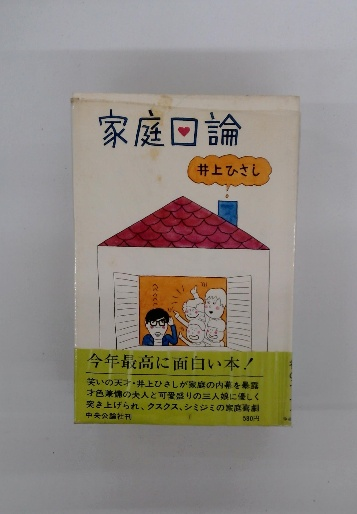 家庭口論
井上ひさし
今年最高に面白い本!
笑いの天才・井上ひさしが家庭の内幕を暴露
才色兼備の夫人と可愛盛りの三人娘に優しく
突き上げられ、クスクス、シミジミの家庭喜劇
中央公論社刊
580円